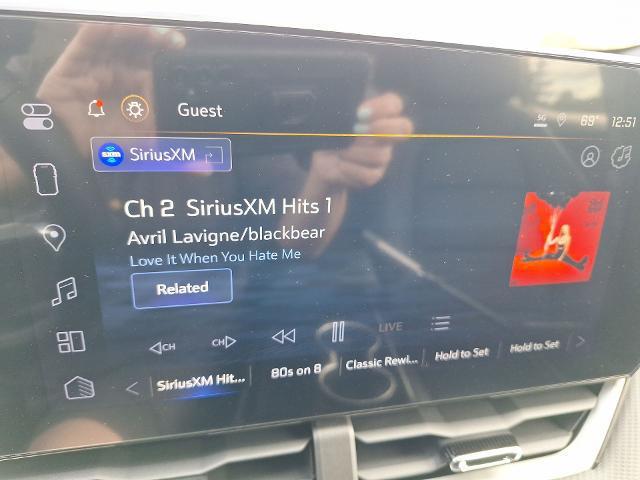 Guest
5G 69° 12:51
SiriusXM
Ch 2 SiriusXM Hits 1
Avril Lavigne/blackbear
Love It When You Hate Me
Related
CH CH LIVE
SiriusXM Hit... 80s on 8 Classic Rewi... Hold to Set Hold to Set